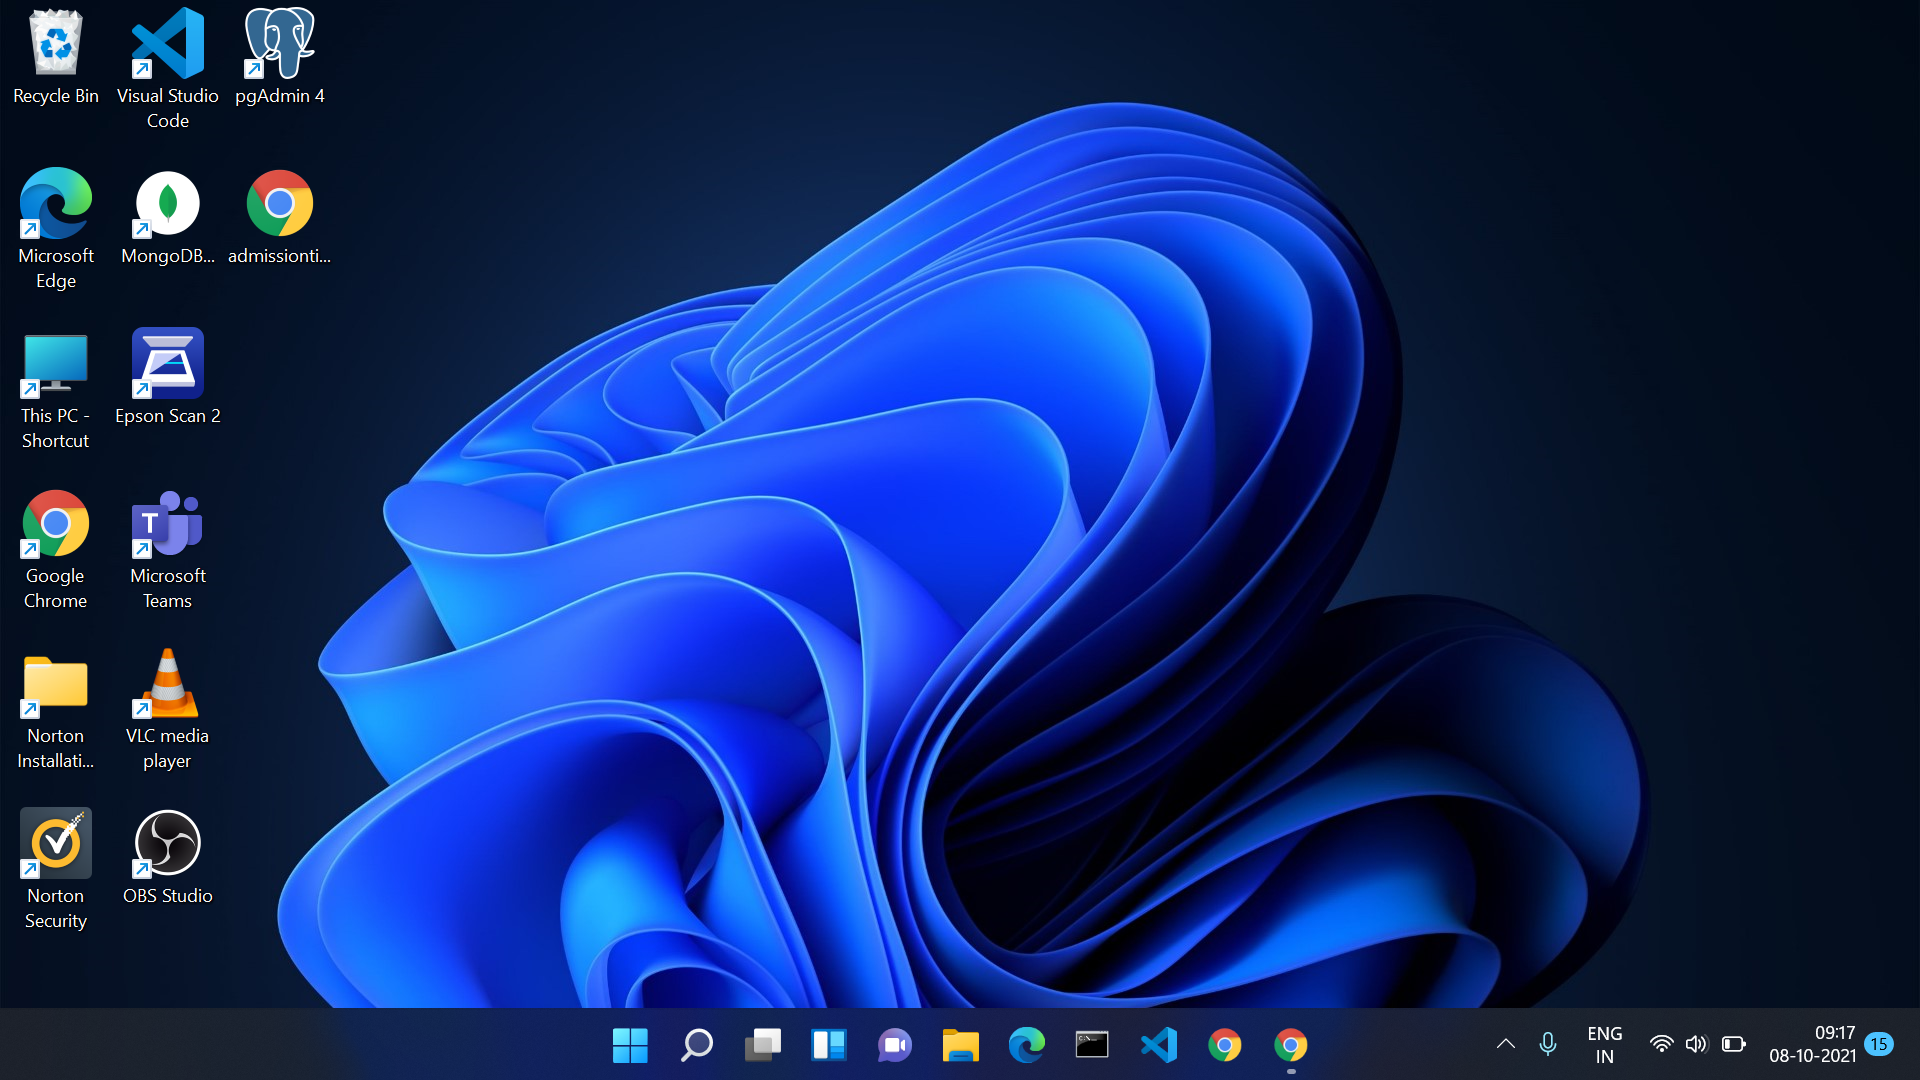 Recycle Bin
Visual Studio
Code
pgAdmin 4
Microsoft
Edge
MongoDB...
admissionti...
This PC -
Shortcut
Epson Scan 2
Google
Chrome
T
Microsoft
Teams
Norton
Installati...
VLC media
player
Norton
Security
OBS Studio
ENG
IN
09:17
08-10-2021
15